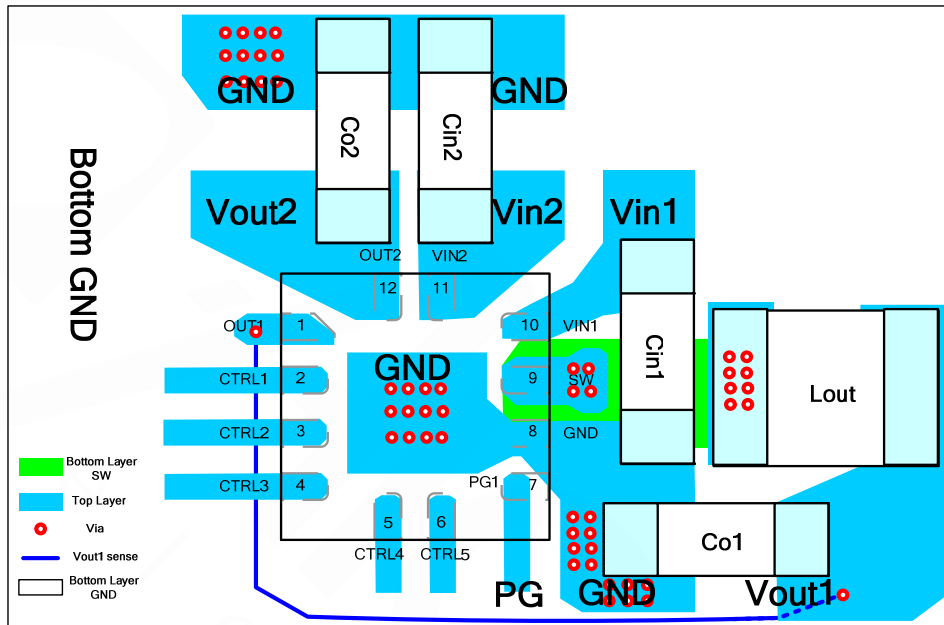 GND
GND
Co2
Cin2
Bottom GND
Vout2
Vin2
Vin1
OUT2
VIN2
12
11
OUT1
1
10
VIN1
Cin1
GND
CTRL1
2
9
SW
Lout
CTRL2
3
8
GND
CTRL3
4
PG1
7
5
6
CTRL4
CTRL5
Co1
PG
GND
Vout1
Bottom Layer
SW
Top Layer
Via
Vout1 sense
Bottom Layer
GND